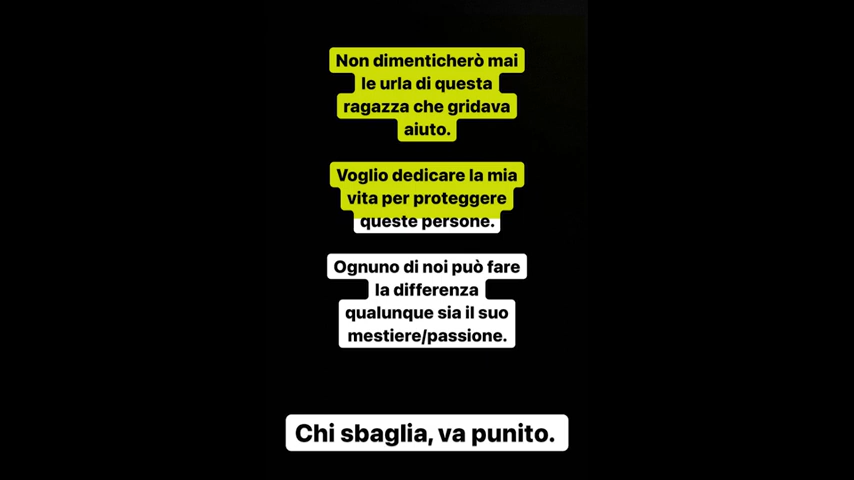 Non dimenticherò mai
le urla di questa
ragazza che gridava
aiuto.
Voglio dedicare la mia
vita per proteggere
queste persone.
Ognuno di noi può fare
la differenza
qualunque sia il suo
mestiere/passione.
Chi sbaglia, va punito.